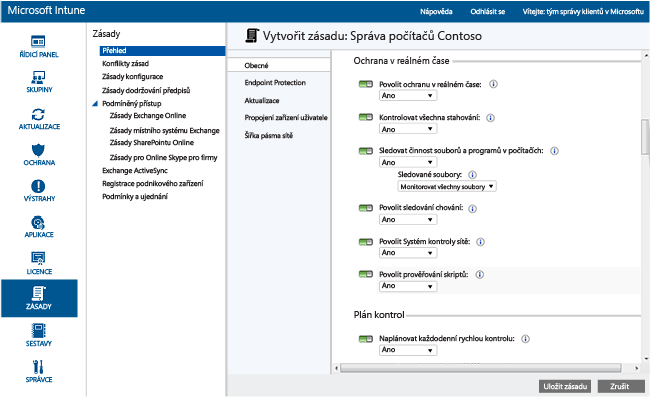 Microsoft Intune
Nápověda
Odhlásit se
Vítejte: tým správy klientů v Microsoftu
ŘÍDICÍ PANEL
SKUPINY
AKTUALIZACE
OCHRANA
VÝSTRAHY
APLIKACE
LICENCE
ZÁSADY
SESTAVY
SPRÁVCE
Zásady
Přehled
Konflikty zásad
Zásady konfigurace
Zásady dodržování předpisů
Podmíněný přístup
Zásady Exchange Online
Zásady místního systému Exchange
Zásady SharePointu Online
Zásady pro Online Skype pro firmy
Exchange ActiveSync
Registrace podnikového zařízení
Podmínky a ujednání
Vytvořit zásadu: Správa počítačů Contoso
Obecné
Endpoint Protection
Aktualizace
Propojení zařízení uživatele
Šířka pásma sítě
Ochrana v reálném čase
Povolit ochranu v reálném čase:
Ano
Kontrolovat všechna stahování:
Ano
Sledovat činnost souborů a programů v počítačích:
Ano
Sledované soubory:
Monitorovat všechny soubory
Povolit sledování chování:
Ano
Povolit Systém kontroly sítě:
Ano
Povolit prověřování skriptů:
Ano
Plán kontrol
Naplánovat každodenní rychlou kontrolu:
Ano
Uložit zásadu
Zrušit